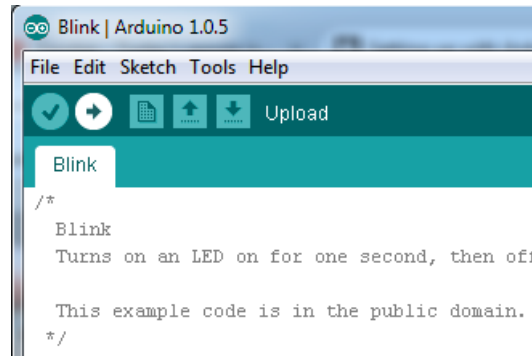 Blink | Arduino 1.0.5
File Edit Sketch Tools Help
Upload
Blink
/*
Blink
Turns on an LED on for one second, then off
This example code is in the public domain.
*/